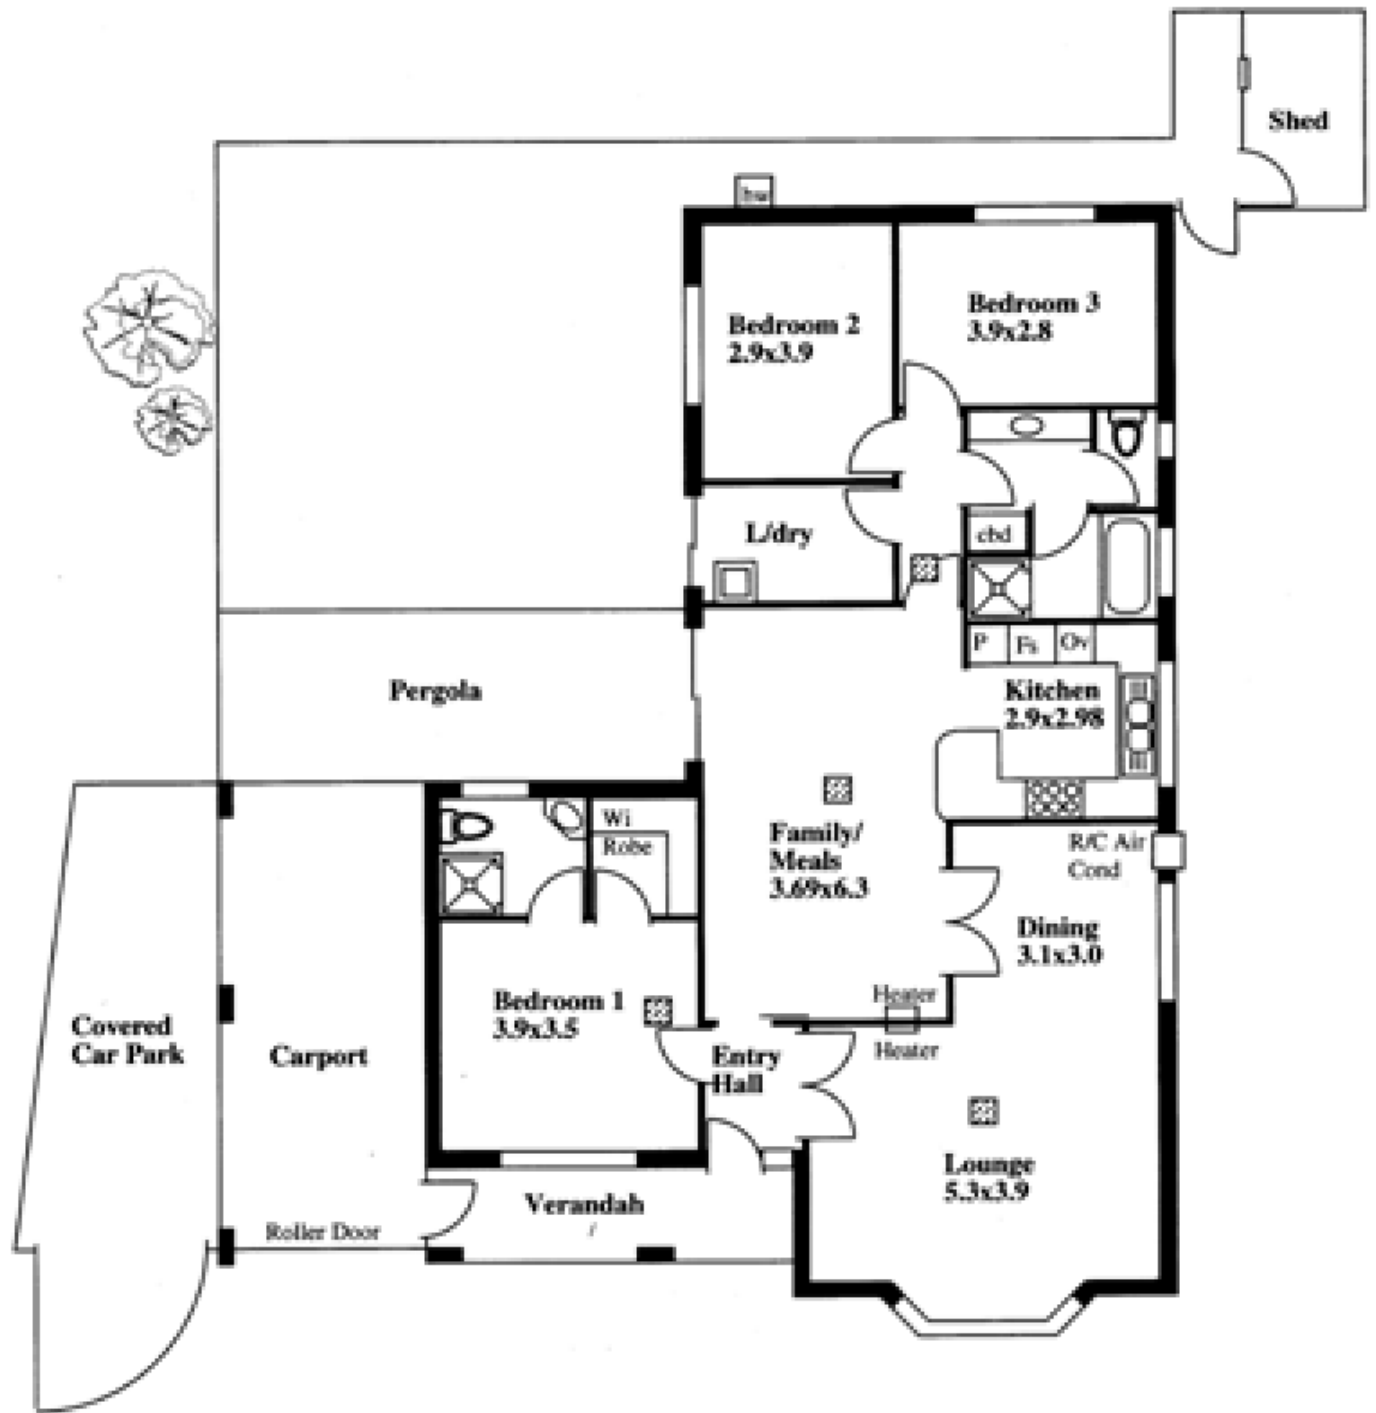 Shed
hw
Bedroom 3
3.9x2.8
Bedroom 2
2.9x3.9
L/dry
cbd
P
Fs
Ov
Kitchen
2.9x2.98
Pergola
Wi
Robe
Family/
Meals
3.69x6.3
R/C Air
Cond
Dining
3.1x3.0
Bedroom 1
3.9x3.5
Heater
Heater
Covered
Car Park
Carport
Entry
Hall
Lounge
5.3x3.9
Verandah
Roller Door